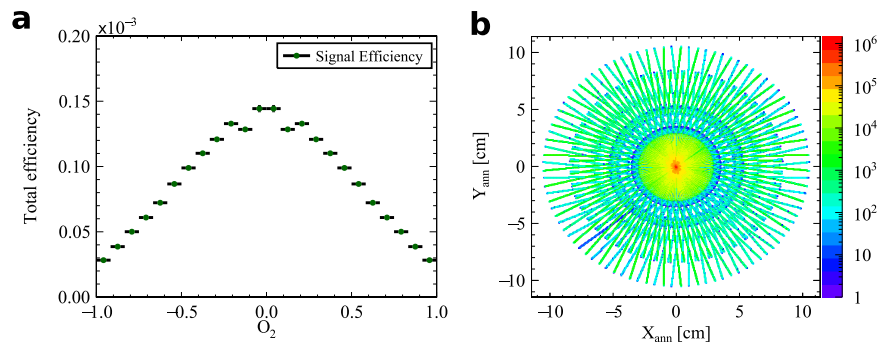 a
×10⁻³
0.20
0.15
0.10
0.05
0.00
Total efficiency
Signal Efficiency
−1.0 −0.5 0.0 0.5 1.0
O₂
b
10
5
0
−5
−10
Y_ann [cm]
−10 −5 0 5 10
X_ann [cm]
10⁶
10⁵
10⁴
10³
10²
10
1